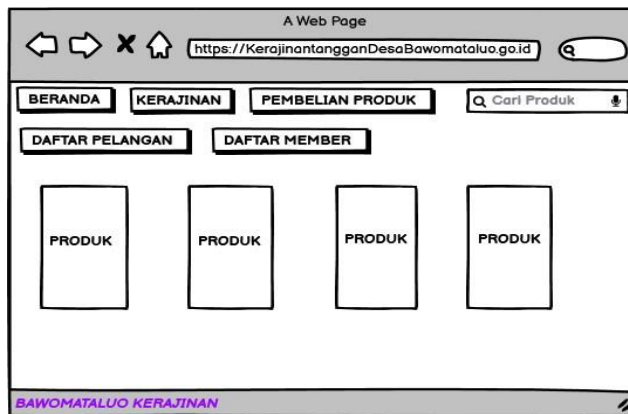 A Web Page
https://KerajinantangganDesaBawomataluo.go.id
BERANDA KERAJINAN PEMBELIAN PRODUK Cari Produk
DAFTAR PELANGAN DAFTAR MEMBER
PRODUK PRODUK PRODUK PRODUK
BAWOMATALUO KERAJINAN